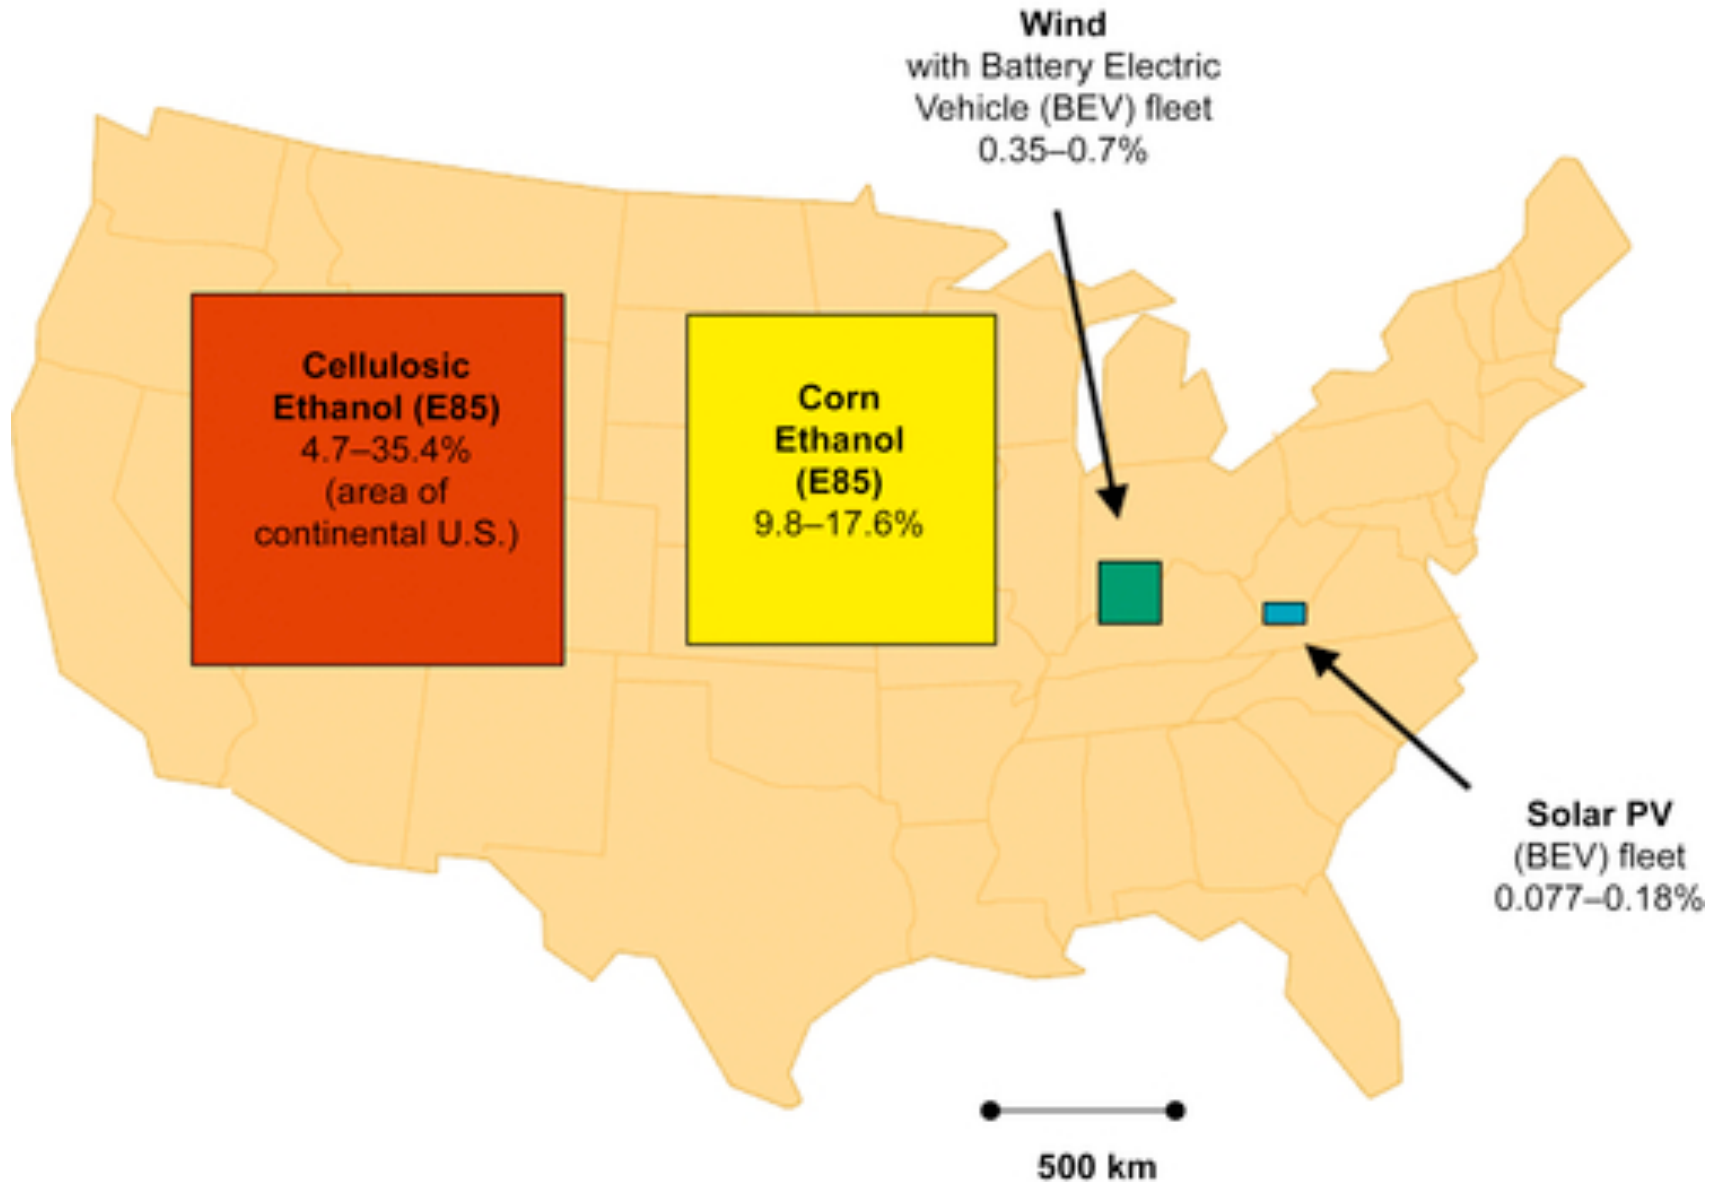 Wind
with Battery Electric
Vehicle (BEV) fleet
0.35–0.7%
Cellulosic
Ethanol (E85)
4.7–35.4%
(area of
continental U.S.)
Corn
Ethanol
(E85)
9.8–17.6%
Solar PV
(BEV) fleet
0.077–0.18%
500 km